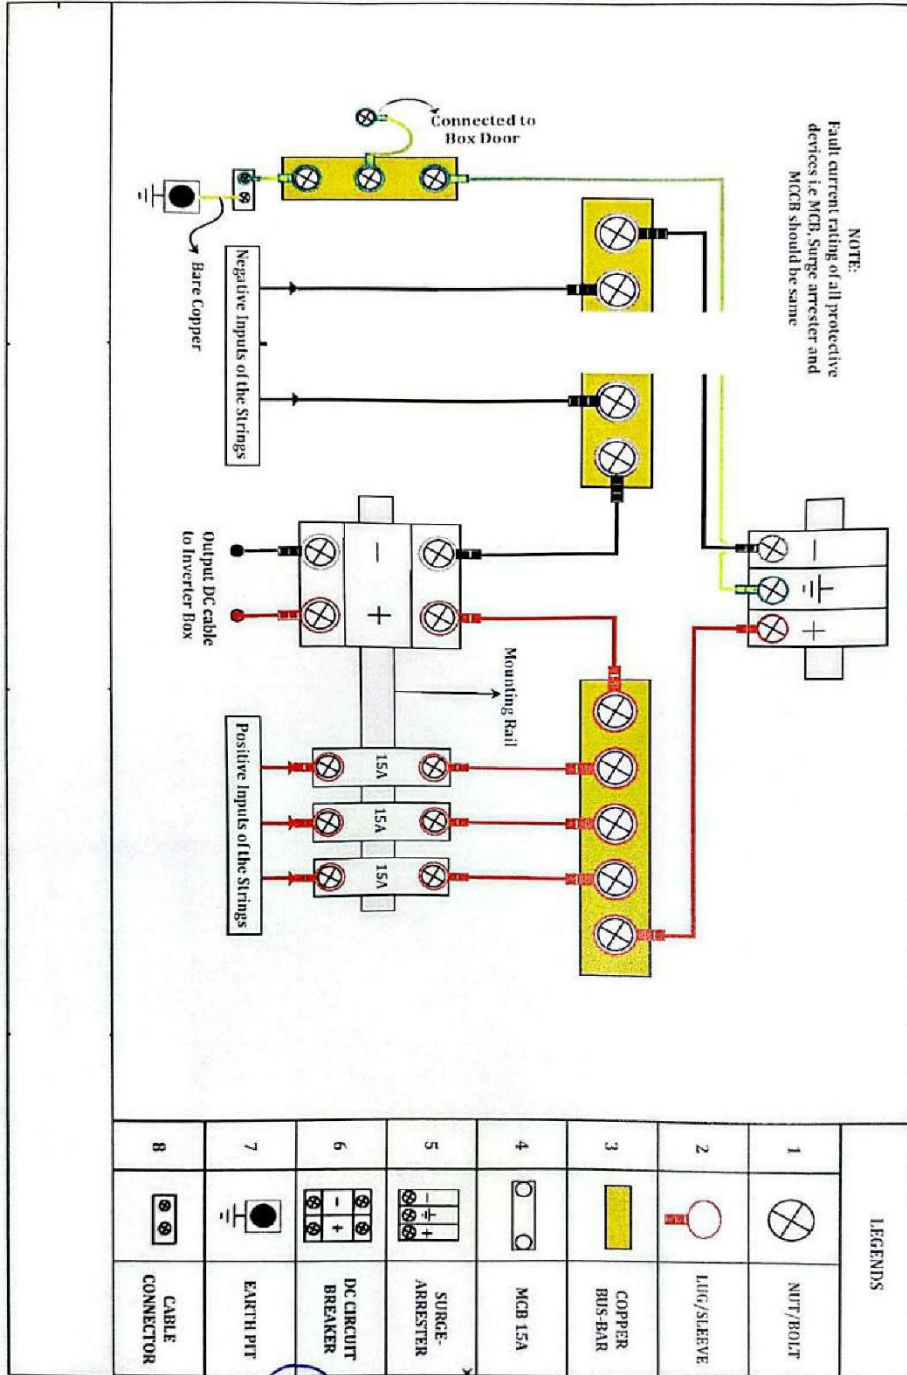 NOTE:
Fault current rating of all protective
devices i.e MCB, Surge arrester and
MCCB should be same
Connected to
Box Door
Bare Copper
Negative Inputs of the Strings
Output DC cable
to Inverter Box
Mounting Rail
Positive Inputs of the Strings
15A
15A
15A
−
+
−
+
LEGENDS
1
NUT/BOLT
2
LUG/SLEEVE
3
COPPER
BUS-BAR
4
MCB 15A
5
− +
SURGE-
ARRESTER
6
− +
DC CIRCUIT
BREAKER
7
EARTH PIT
8
CABLE
CONNECTOR